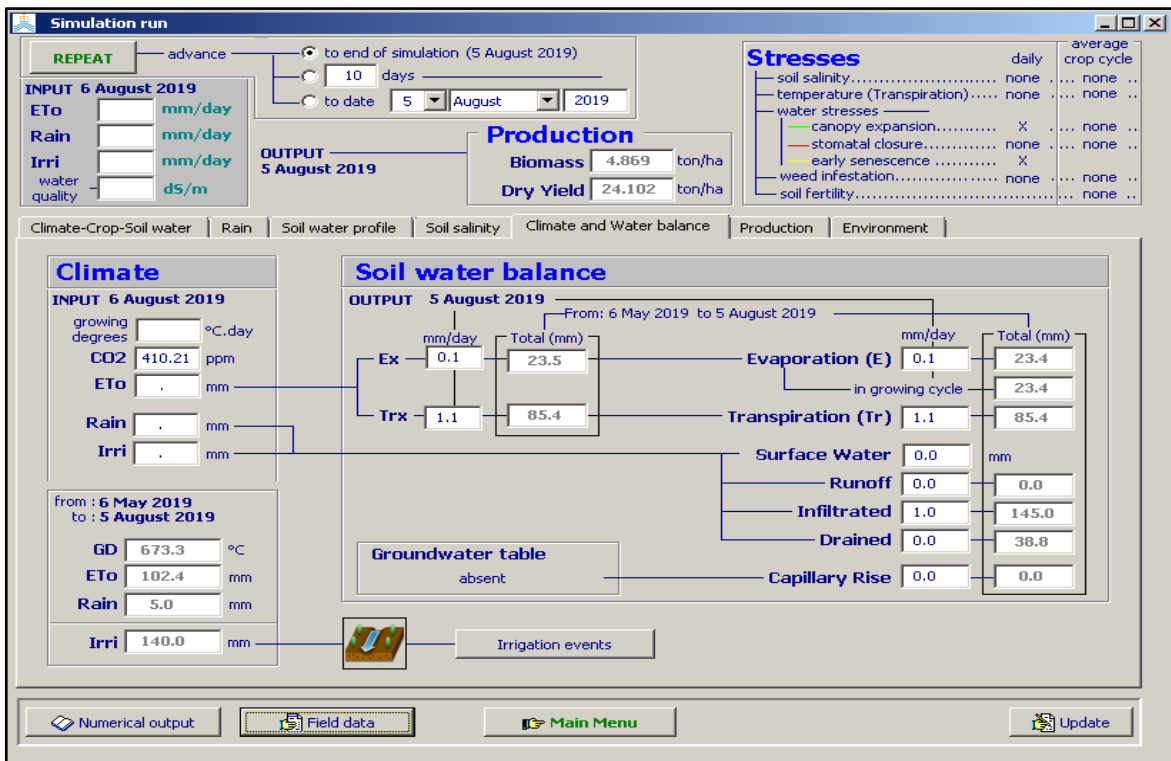 Simulation run
REPEAT
advance
to end of simulation (5 August 2019)
10 days
to date 5 August 2019
INPUT 6 August 2019
ETo mm/day
Rain mm/day
Irri mm/day
water quality dS/m
OUTPUT
5 August 2019
Production
Biomass 4.869 ton/ha
Dry Yield 24.102 ton/ha
Stresses daily average crop cycle
soil salinity............................ none .... none ..
temperature (Transpiration)..... none .... none ..
water stresses
canopy expansion........... X .... none ..
stomatal closure............. none .... none ..
early senescence ........... X
weed infestation.................... none .... none ..
soil fertility............................................ none ..
Climate-Crop-Soil water Rain Soil water profile Soil salinity Climate and Water balance Production Environment
Climate
INPUT 6 August 2019
growing degrees °C.day
CO2 410.21 ppm
ETo . mm
Rain . mm
Irri . mm
from : 6 May 2019
to : 5 August 2019
GD 673.3 °C
ETo 102.4 mm
Rain 5.0 mm
Irri 140.0 mm
Soil water balance
OUTPUT 5 August 2019
From: 6 May 2019 to 5 August 2019
mm/day Total (mm) mm/day Total (mm)
Ex 0.1 23.5 Evaporation (E) 0.1 23.4
in growing cycle 23.4
Trx 1.1 85.4 Transpiration (Tr) 1.1 85.4
Surface Water 0.0 mm
Runoff 0.0 0.0
Infiltrated 1.0 145.0
Drained 0.0 38.8
Groundwater table
absent
Capillary Rise 0.0 0.0
Irrigation events
Numerical output Field data Main Menu Update